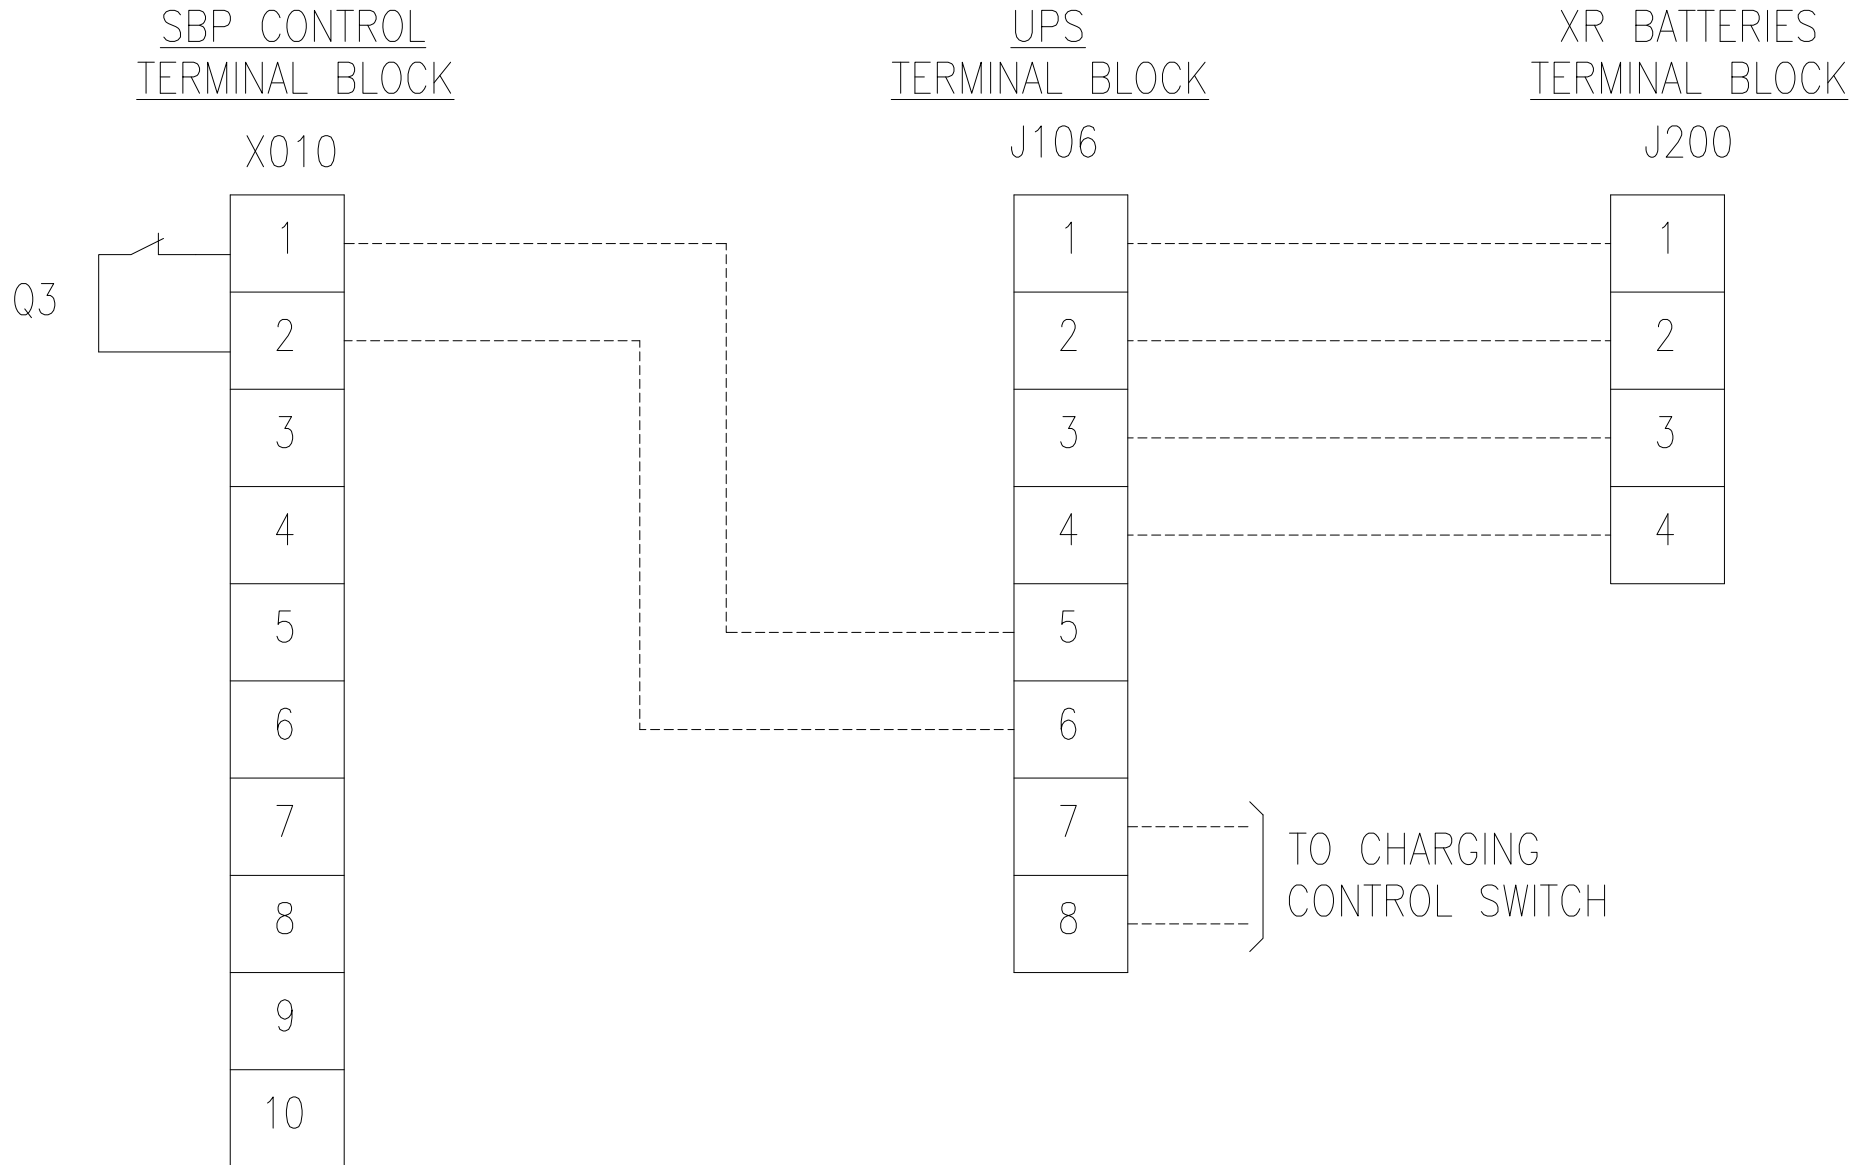 SBP CONTROL
TERMINAL BLOCK
X010
Q3
1
2
3
4
5
6
7
8
9
10
UPS
TERMINAL BLOCK
J106
1
2
3
4
5
6
7
8
XR BATTERIES
TERMINAL BLOCK
J200
1
2
3
4
TO CHARGING
CONTROL SWITCH